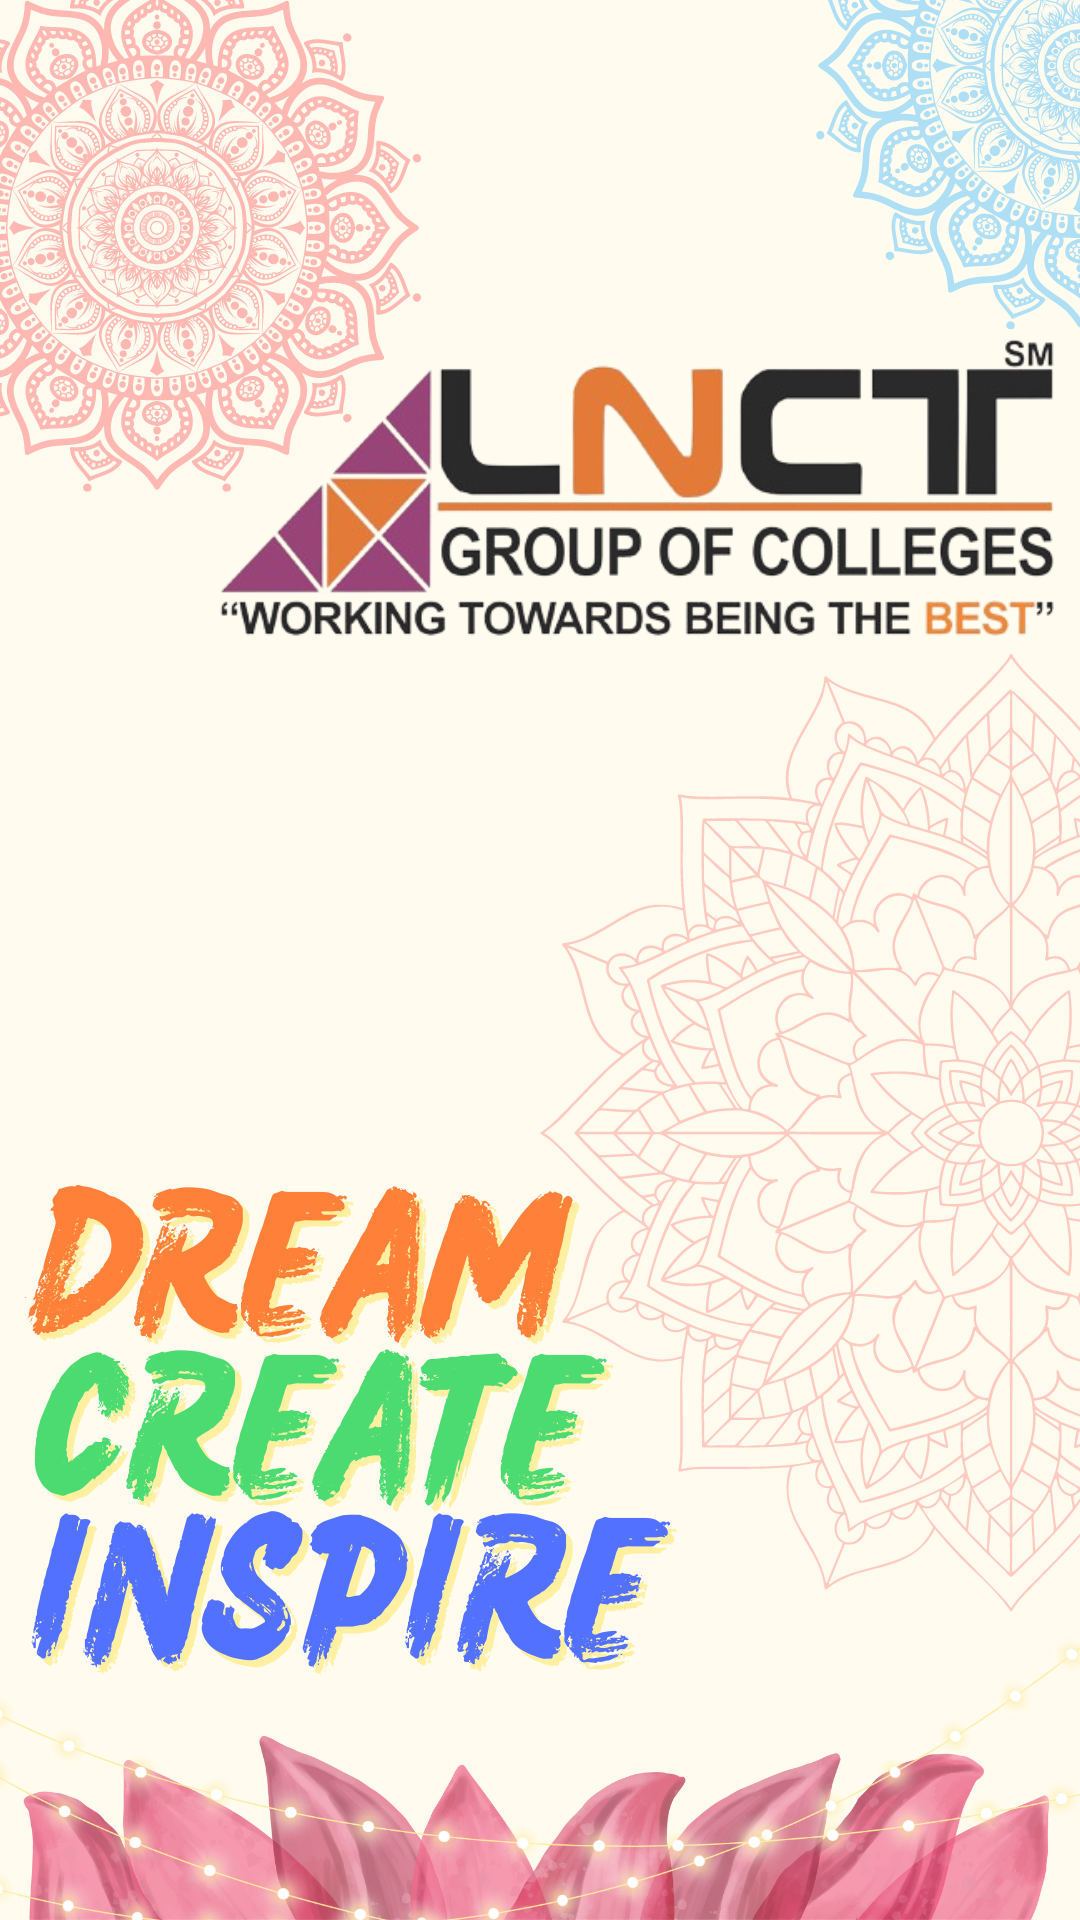 LNCT SM
GROUP OF COLLEGES
“WORKING TOWARDS BEING THE BEST”
DREAM
CREATE
INSPIRE